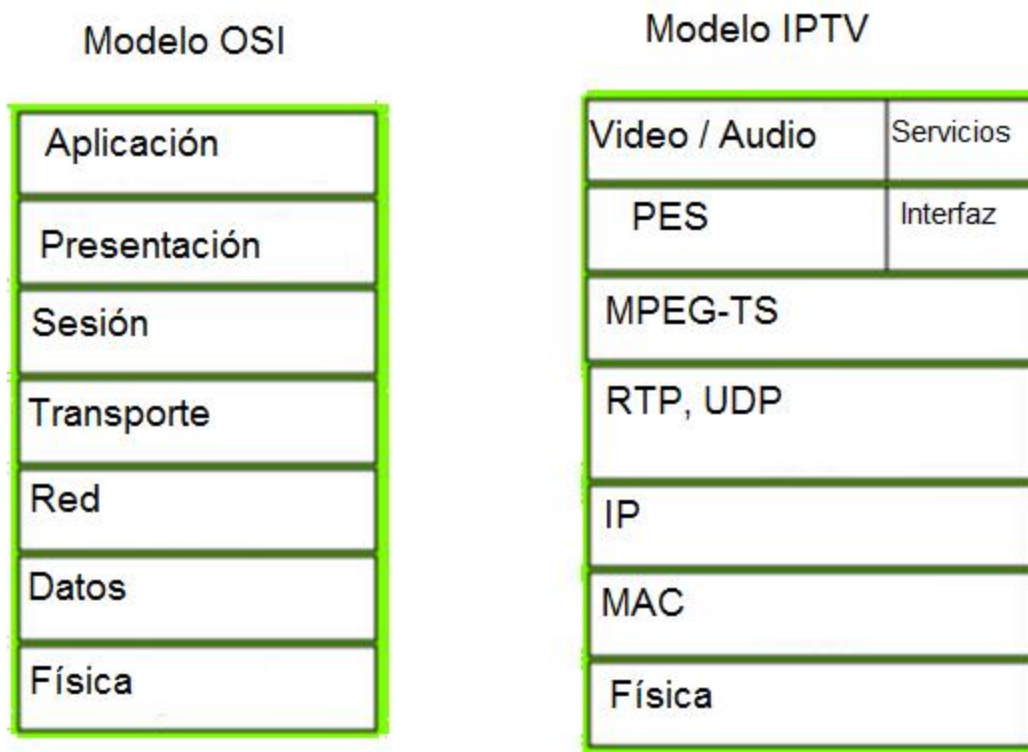 Modelo OSI
Aplicación
Presentación
Sesión
Transporte
Red
Datos
Física
Modelo IPTV
Video / Audio
Servicios
PES
Interfaz
MPEG-TS
RTP, UDP
IP
MAC
Física